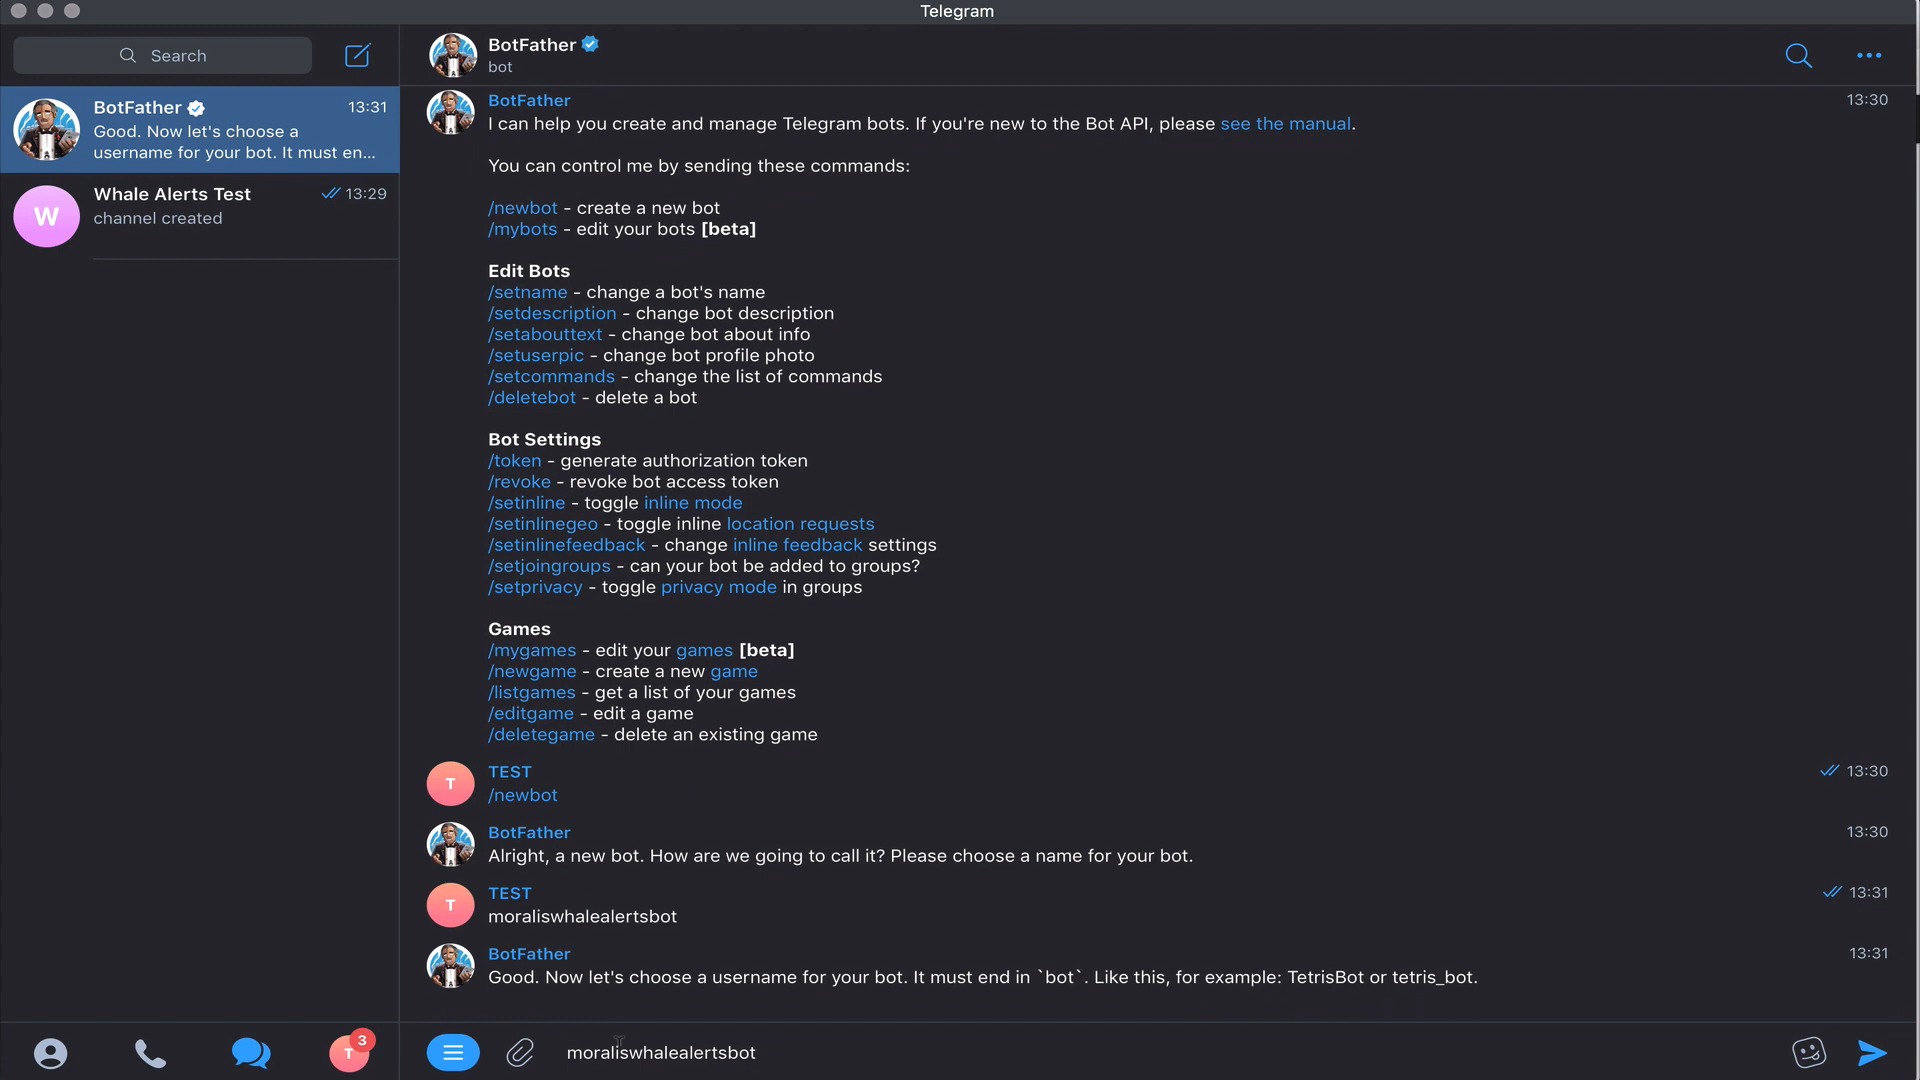 Telegram
Search
BotFather
13:31
Good. Now let's choose a
username for your bot. It must en...
W
Whale Alerts Test
13:29
channel created
BotFather
bot
BotFather
13:30
I can help you create and manage Telegram bots. If you're new to the Bot API, please see the manual.
You can control me by sending these commands:
/newbot - create a new bot
/mybots - edit your bots [beta]
Edit Bots
/setname - change a bot's name
/setdescription - change bot description
/setabouttext - change bot about info
/setuserpic - change bot profile photo
/setcommands - change the list of commands
/deletebot - delete a bot
Bot Settings
/token - generate authorization token
/revoke - revoke bot access token
/setinline - toggle inline mode
/setinlinegeo - toggle inline location requests
/setinlinefeedback - change inline feedback settings
/setjoingroups - can your bot be added to groups?
/setprivacy - toggle privacy mode in groups
Games
/mygames - edit your games [beta]
/newgame - create a new game
/listgames - get a list of your games
/editgame - edit a game
/deletegame - delete an existing game
T
TEST
13:30
/newbot
BotFather
13:30
Alright, a new bot. How are we going to call it? Please choose a name for your bot.
T
TEST
13:31
moraliswhalealertsbot
BotFather
13:31
Good. Now let's choose a username for your bot. It must end in `bot`. Like this, for example: TetrisBot or tetris_bot.
T
3
moraliswhalealertsbot